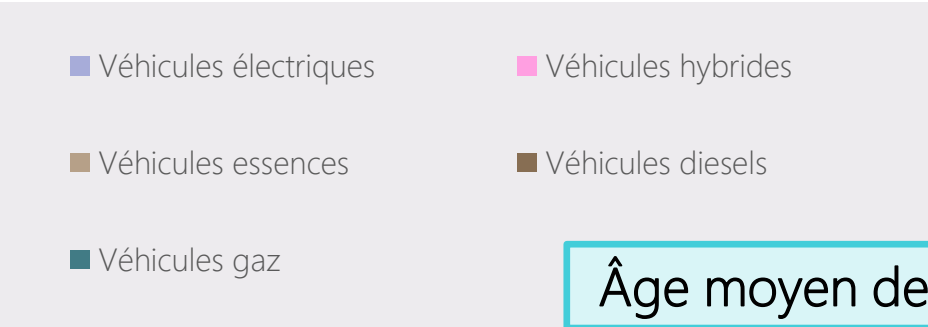 Véhicules électriques
Véhicules hybrides
Véhicules essences
Véhicules diesels
Véhicules gaz
Âge moyen de